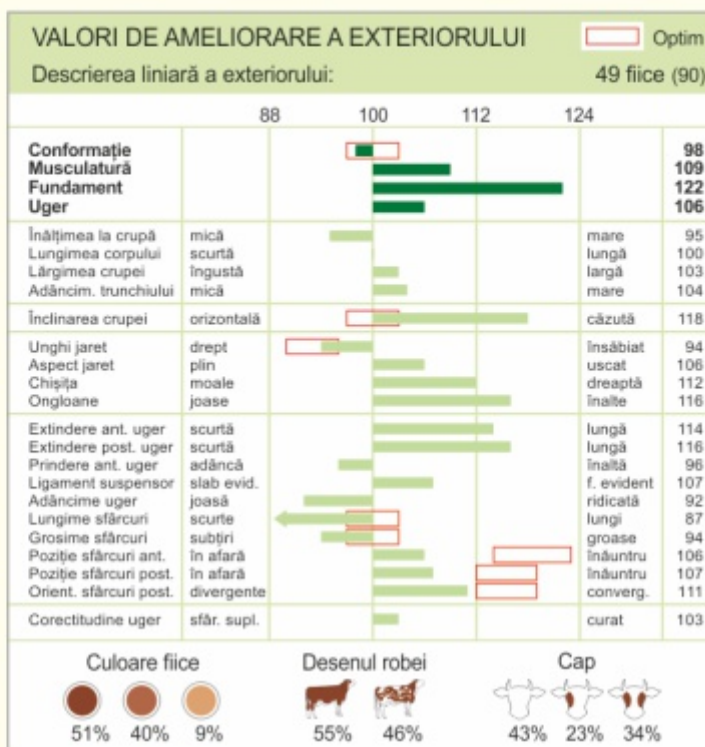 VALORI DE AMELIORARE A EXTERIORULUI Optim
Descrierea liniară a exteriorului: 49 fiice (90)
88 100 112 124
Conformație 98
Musculatură 109
Fundament 122
Uger 106
Înălțimea la crupă mică mare 95
Lungimea corpului scurtă lungă 100
Lărgimea crupei îngustă largă 103
Adâncim. trunchiului mică mare 104
Înclinarea crupei orizontală căzută 118
Unghi jaret drept însăbiat 94
Aspect jaret plin uscat 106
Chișița moale dreaptă 112
Ongloane joase înalte 116
Extindere ant. uger scurtă lungă 114
Extindere post. uger scurtă lungă 116
Prindere ant. uger adâncă înaltă 96
Ligament suspensor slab evid. f. evident 107
Adâncime uger joasă ridicată 92
Lungime sfârcuri scurte lungi 87
Grosime sfârcuri subțiri groase 94
Poziție sfârcuri ant. în afară înăuntru 106
Poziție sfârcuri post. în afară înăuntru 107
Orient. sfârcuri post. divergente converg. 111
Corectitudine uger sfâr. supl. curat 103
Culoare fiice Desenul robei Cap
51% 40% 9% 55% 46% 43% 23% 34%